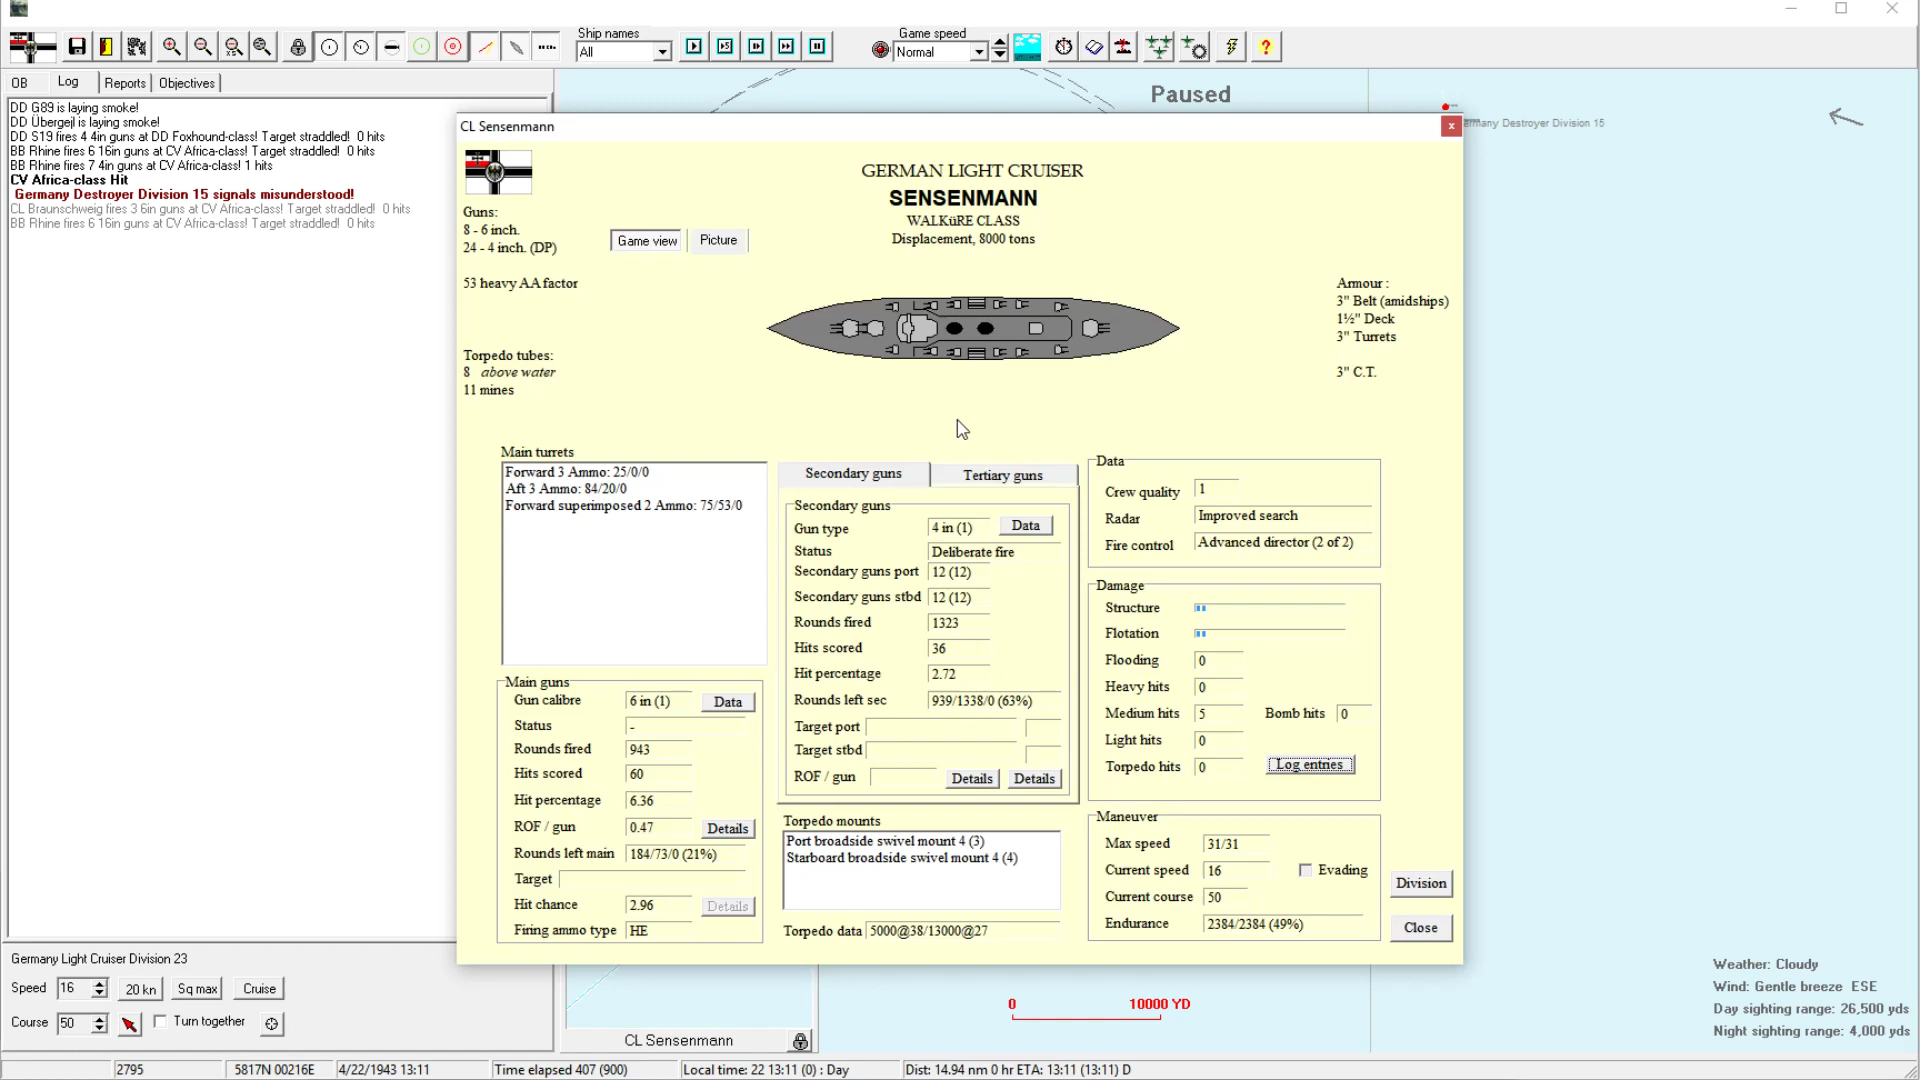 Ship names
All
Game speed
Normal
OB
Log
Reports
Objectives
DD G89 is laying smoke!
DD Übergejl is laying smoke!
DD S19 fires 4 4in guns at DD Foxhound-class! Target straddled!  0 hits
BB Rhine fires 6 16in guns at CV Africa-class! Target straddled!  0 hits
BB Rhine fires 7 4in guns at CV Africa-class! 1 hits
CV Africa-class Hit
Germany Destroyer Division 15 signals misunderstood!
CL Braunschweig fires 3 6in guns at CV Africa-class! Target straddled!  0 hits
BB Rhine fires 6 16in guns at CV Africa-class! Target straddled!  0 hits
Paused
ermany Destroyer Division 15
CL Sensenmann
GERMAN LIGHT CRUISER
SENSENMANN
WALKüRE CLASS
Displacement, 8000 tons
Guns:
8 - 6 inch.
24 - 4 inch. (DP)
Game view
Picture
53 heavy AA factor
Torpedo tubes:
8 above water
11 mines
Armour :
3" Belt (amidships)
1½" Deck
3" Turrets
3" C.T.
Main turrets
Forward 3 Ammo: 25/0/0
Aft 3 Ammo: 84/20/0
Forward superimposed 2 Ammo: 75/53/0
Main guns
Gun calibre 6 in (1) Data
Status -
Rounds fired 943
Hits scored 60
Hit percentage 6.36
ROF / gun 0.47 Details
Rounds left main 184/73/0 (21%)
Target
Hit chance 2.96 Details
Firing ammo type HE
Secondary guns
Tertiary guns
Secondary guns
Gun type 4 in (1) Data
Status Deliberate fire
Secondary guns port 12 (12)
Secondary guns stbd 12 (12)
Rounds fired 1323
Hits scored 36
Hit percentage 2.72
Rounds left sec 939/1338/0 (63%)
Target port
Target stbd
ROF / gun Details Details
Torpedo mounts
Port broadside swivel mount 4 (3)
Starboard broadside swivel mount 4 (4)
Torpedo data 5000@38/13000@27
Data
Crew quality 1
Radar Improved search
Fire control Advanced director (2 of 2)
Damage
Structure
Flotation
Flooding 0
Heavy hits 0
Medium hits 5 Bomb hits 0
Light hits 0
Torpedo hits 0 Log entries
Maneuver
Max speed 31/31
Current speed 16 Evading
Current course 50
Endurance 2384/2384 (49%)
Division
Close
Germany Light Cruiser Division 23
Speed 16 20 kn Sq max Cruise
Course 50 Turn together
CL Sensenmann
0 10000 YD
Weather: Cloudy
Wind: Gentle breeze  ESE
Day sighting range: 26,500 yds
Night sighting range: 4,000 yds
2795
5817N 00216E
4/22/1943 13:11
Time elapsed 407 (900)
Local time: 22 13:11 (0) : Day
Dist: 14.94 nm 0 hr ETA: 13:11 (13:11) D